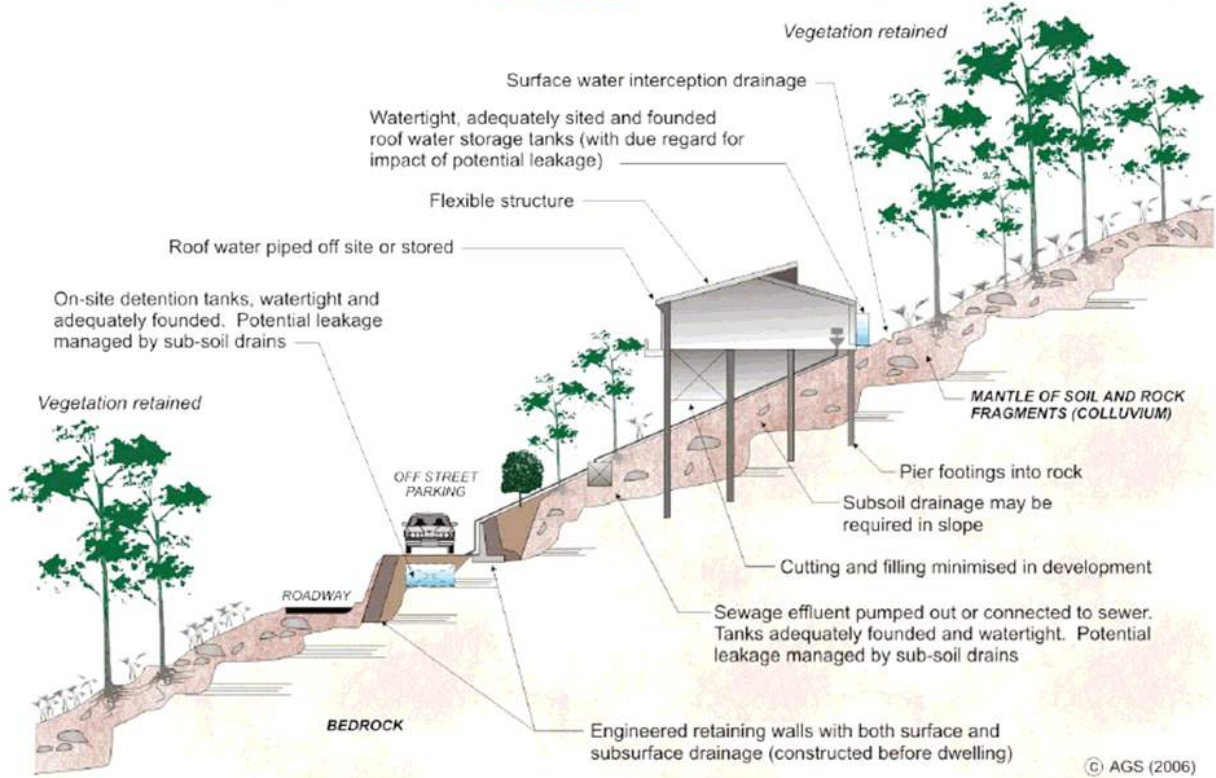 Vegetation retained
Surface water interception drainage
Watertight, adequately sited and founded
roof water storage tanks (with due regard for
impact of potential leakage)
Flexible structure
Roof water piped off site or stored
On-site detention tanks, watertight and
adequately founded. Potential leakage
managed by sub-soil drains
Vegetation retained
MANTLE OF SOIL AND ROCK
FRAGMENTS (COLLUVIUM)
OFF STREET
PARKING
Pier footings into rock
Subsoil drainage may be
required in slope
Cutting and filling minimised in development
ROADWAY
Sewage effluent pumped out or connected to sewer.
Tanks adequately founded and watertight. Potential
leakage managed by sub-soil drains
BEDROCK
Engineered retaining walls with both surface and
subsurface drainage (constructed before dwelling)
© AGS (2006)